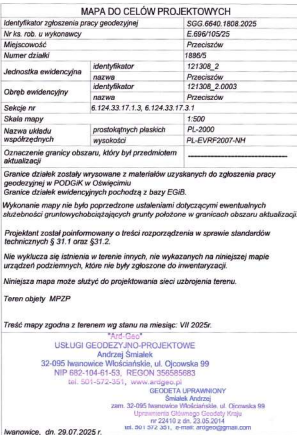 MAPA DO CELÓW PROJEKTOWYCH
Identyfikator zgłoszenia pracy geodezyjnej SGG.6640.1808.2025
Nr ks. rob. u wykonawcy E.696/105/25
Miejscowość Przeciszów
Numer działki 1886/5
Jednostka ewidencyjna identyfikator 121308_2
nazwa Przeciszów
Obręb ewidencyjny identyfikator 121308_2.0003
nazwa Przeciszów
Sekcje nr 6.124.33.17.1.3, 6.124.33.17.3.1
Skala mapy 1:500
Nazwa układu współrzędnych prostokątnych płaskich PL-2000
wysokości PL-EVRF2007-NH
Oznaczenie granicy obszaru, który był przedmiotem
aktualizacji
Granice działek zostały wrysowane z materiałów uzyskanych do zgłoszenia pracy
geodezyjnej w PODGiK w Oświęcimiu
Granice działek ewidencyjnych pochodzą z bazy EGiB.
Wykonanie mapy nie było poprzedzone ustaleniami dotyczącymi ewentualnych
służebności gruntowychobciążających grunty położone w granicach obszaru aktualizacji.
Projektant został poinformowany o treści rozporządzenia w sprawie standardów
technicznych § 31.1 oraz §31.2.
Nie wyklucza się istnienia w terenie innych, nie wykazanych na niniejszej mapie
urządzeń podziemnych, które nie były zgłoszone do inwentaryzacji.
Niniejsza mapa może służyć do projektowania sieci uzbrojenia terenu.
Teren objety MPZP
Treść mapy zgodna z terenem wg stanu na miesiąc: VII 2025r.
"Ard-Geo"
USŁUGI GEODEZYJNO-PROJEKTOWE
Andrzej Śmiałek
32-095 Iwanowice Włościańskie, ul. Ojcowska 99
NIP 682-104-61-53, REGON 356585683
tel. 501-572-351, www.ardgeo.pl
GEODETA UPRAWNIONY
Śmiałek Andrzej
zam. 32-095 Iwanowice Włościańskie, ul. Ojcowska 99
Uprawnienia Głównego Geodety Kraju
nr 22410 z dn. 23.05.2014
tel. 501 572 351, e-mail: ardgeo@gmail.com
Iwanowice, dn. 29.07.2025 r.